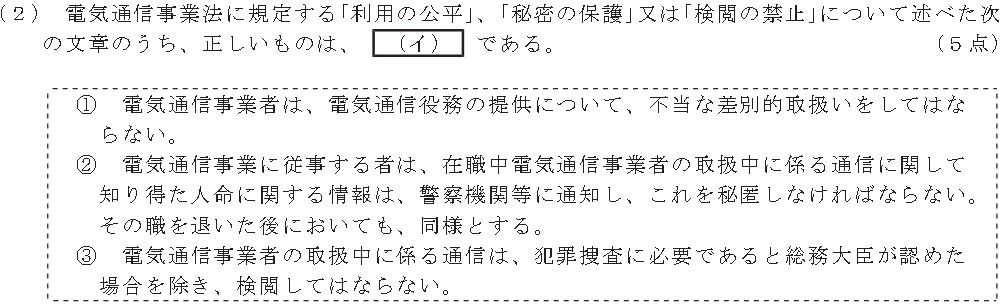 (２) 電気通信事業法に規定する｢利用の公平｣、｢秘密の保護｣又は｢検閲の禁止｣について述べた次
の文章のうち、正しいものは、 (イ) である。 (５点)
① 電気通信事業者は、電気通信役務の提供について、不当な差別的取扱いをしてはな
らない。
② 電気通信事業に従事する者は、在職中電気通信事業者の取扱中に係る通信に関して
知り得た人命に関する情報は、警察機関等に通知し、これを秘匿しなければならない。
その職を退いた後においても、同様とする。
③ 電気通信事業者の取扱中に係る通信は、犯罪捜査に必要であると総務大臣が認めた
場合を除き、検閲してはならない。